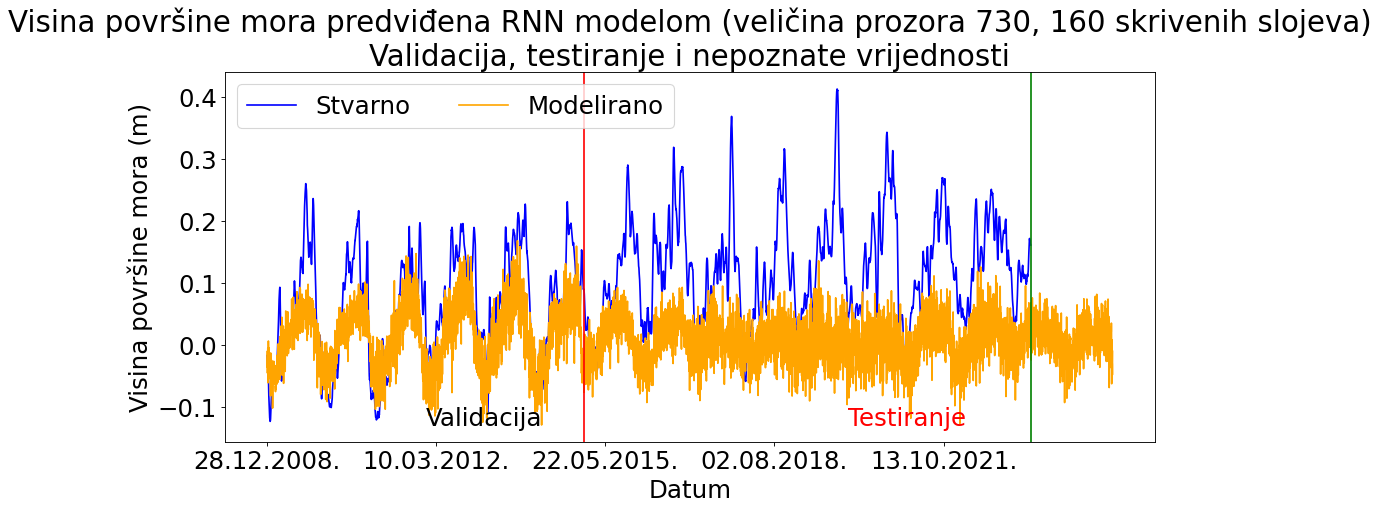 Visina površine mora predviđena RNN modelom (veličina prozora 730, 160 skrivenih slojeva)
Validacija, testiranje i nepoznate vrijednosti
Stvarno Modelirano
Visina površine mora (m)
0.4
0.3
0.2
0.1
0.0
−0.1
Validacija Testiranje
28.12.2008. 10.03.2012. 22.05.2015. 02.08.2018. 13.10.2021.
Datum